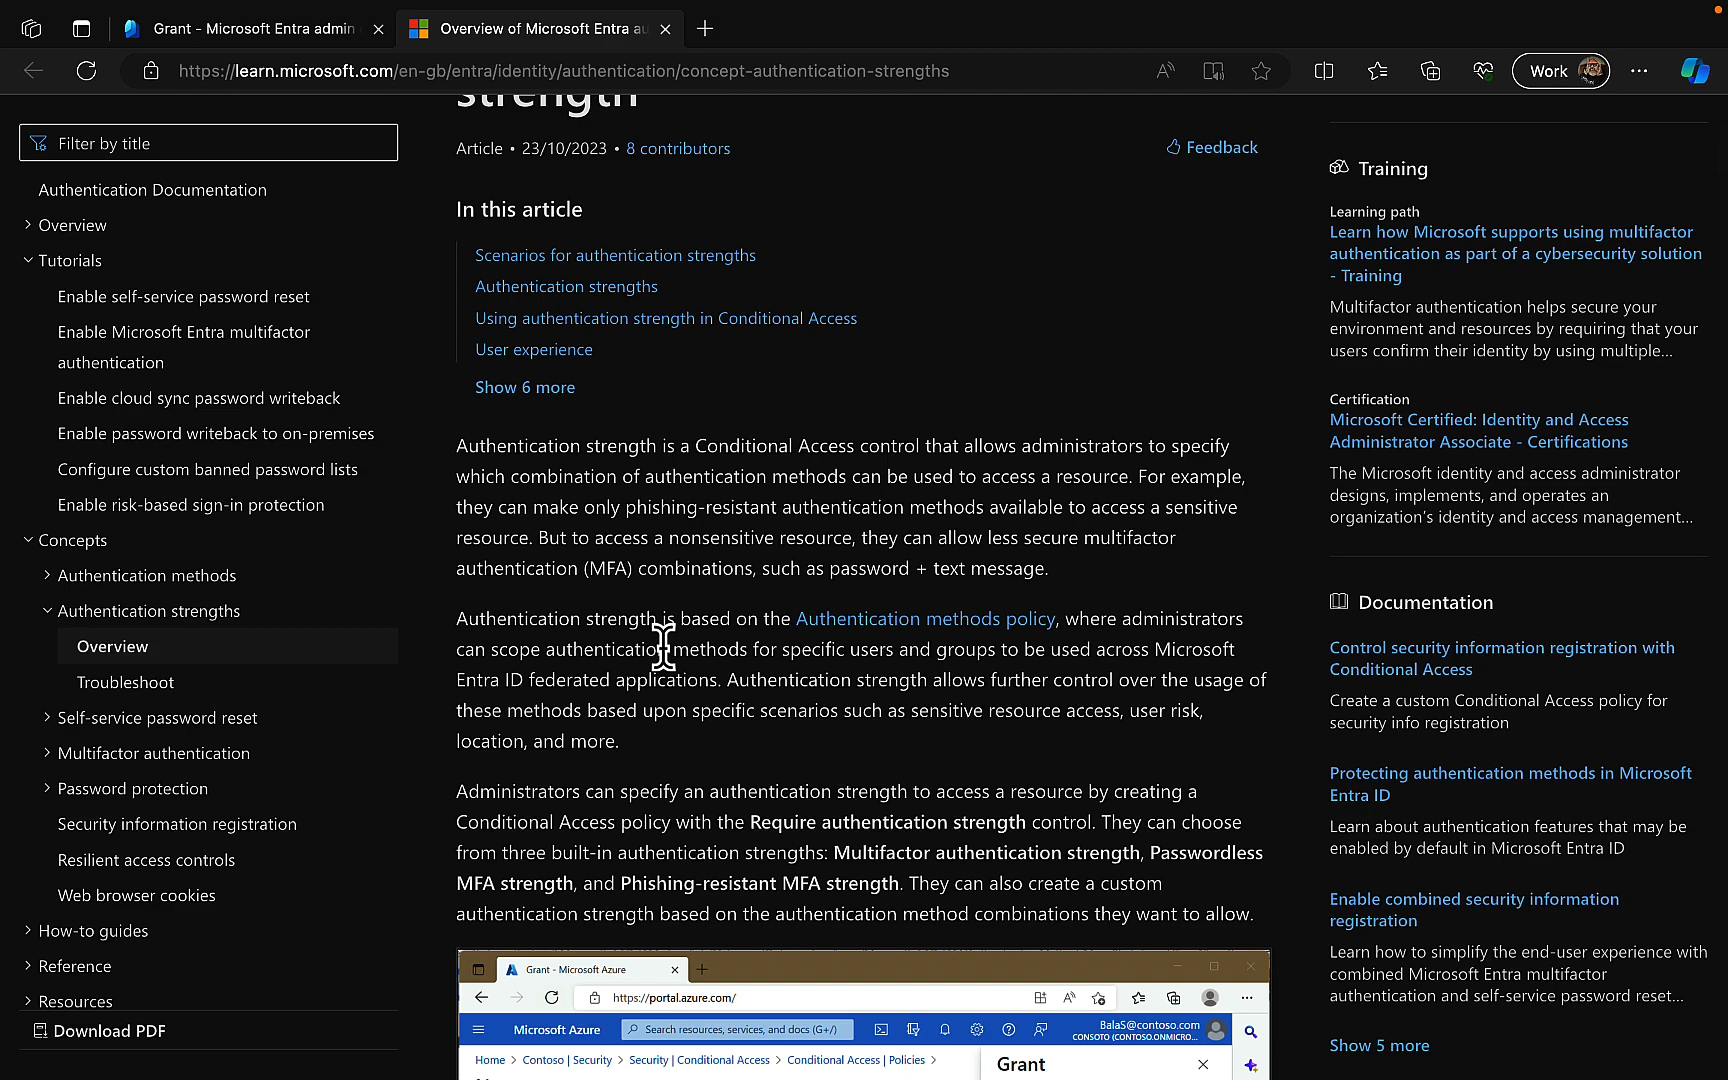 Grant - Microsoft Entra admin
Overview of Microsoft Entra au
https://learn.microsoft.com/en-gb/entra/identity/authentication/concept-authentication-strengths
Work
Filter by title
Authentication Documentation
Overview
Tutorials
Enable self-service password reset
Enable Microsoft Entra multifactor
authentication
Enable cloud sync password writeback
Enable password writeback to on-premises
Configure custom banned password lists
Enable risk-based sign-in protection
Concepts
Authentication methods
Authentication strengths
Overview
Troubleshoot
Self-service password reset
Multifactor authentication
Password protection
Security information registration
Resilient access controls
Web browser cookies
How-to guides
Reference
Resources
Download PDF
strength
Article • 23/10/2023 • 8 contributors
Feedback
In this article
Scenarios for authentication strengths
Authentication strengths
Using authentication strength in Conditional Access
User experience
Show 6 more
Authentication strength is a Conditional Access control that allows administrators to specify
which combination of authentication methods can be used to access a resource. For example,
they can make only phishing-resistant authentication methods available to access a sensitive
resource. But to access a nonsensitive resource, they can allow less secure multifactor
authentication (MFA) combinations, such as password + text message.
Authentication strength is based on the Authentication methods policy, where administrators
can scope authentication methods for specific users and groups to be used across Microsoft
Entra ID federated applications. Authentication strength allows further control over the usage of
these methods based upon specific scenarios such as sensitive resource access, user risk,
location, and more.
Administrators can specify an authentication strength to access a resource by creating a
Conditional Access policy with the Require authentication strength control. They can choose
from three built-in authentication strengths: Multifactor authentication strength, Passwordless
MFA strength, and Phishing-resistant MFA strength. They can also create a custom
authentication strength based on the authentication method combinations they want to allow.
Grant - Microsoft Azure
https://portal.azure.com/
Microsoft Azure
Search resources, services, and docs (G+/)
BalaS@contoso.com
CONSOTO (CONTOSO.ONMICRO...
Home > Contoso | Security > Security | Conditional Access > Conditional Access | Policies >
Grant
Training
Learning path
Learn how Microsoft supports using multifactor
authentication as part of a cybersecurity solution
- Training
Multifactor authentication helps secure your
environment and resources by requiring that your
users confirm their identity by using multiple...
Certification
Microsoft Certified: Identity and Access
Administrator Associate - Certifications
The Microsoft identity and access administrator
designs, implements, and operates an
organization's identity and access management...
Documentation
Control security information registration with
Conditional Access
Create a custom Conditional Access policy for
security info registration
Protecting authentication methods in Microsoft
Entra ID
Learn about authentication features that may be
enabled by default in Microsoft Entra ID
Enable combined security information
registration
Learn how to simplify the end-user experience with
combined Microsoft Entra multifactor
authentication and self-service password reset...
Show 5 more